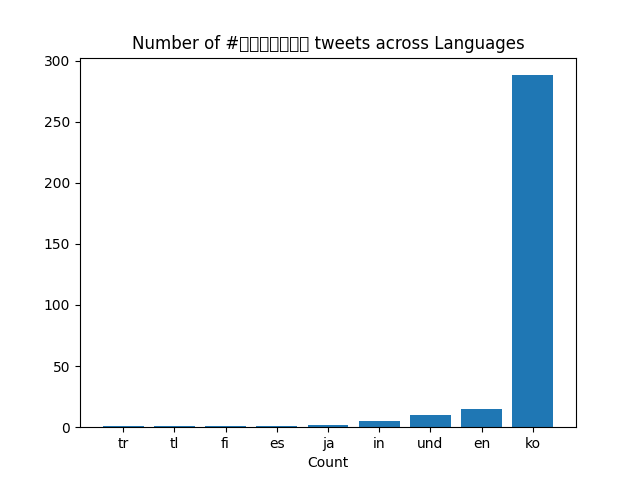 Number of #▯▯▯▯▯▯▯ tweets across Languages
300
250
200
150
100
50
0
tr tl fi es ja in und en ko
Count